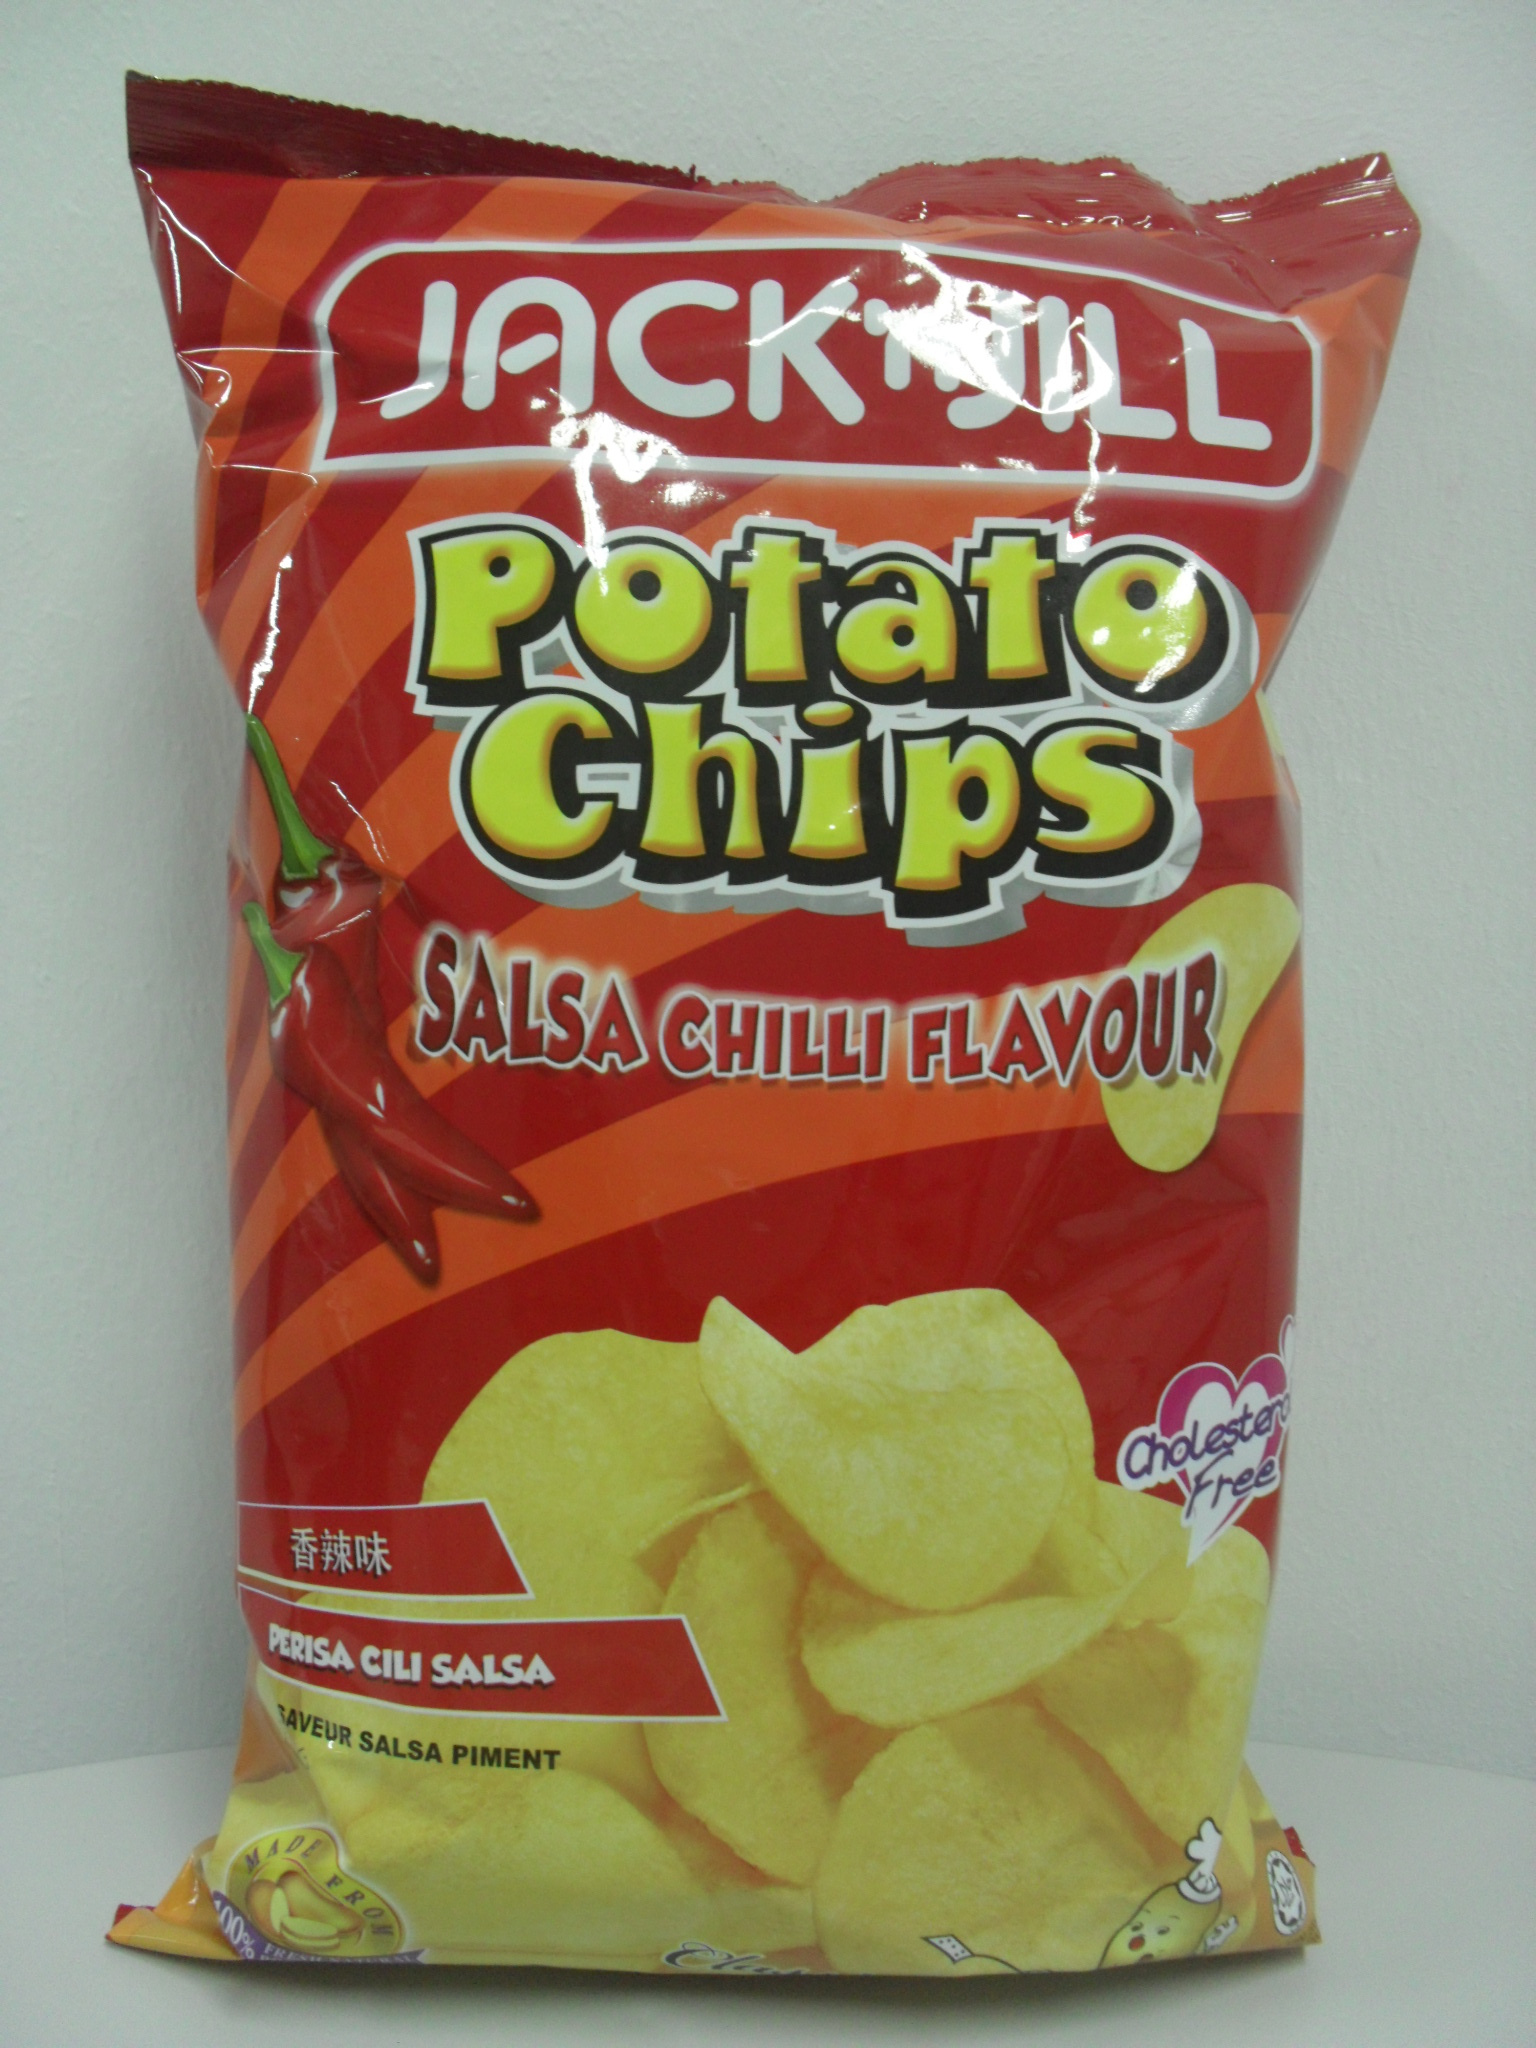 JACK 'n JILL
Potato
Chips
SALSA CHILLI FLAVOUR
Cholesterol
Free
香辣味
PERISA CILI SALSA
SAVEUR SALSA PIMENT
MADE FROM
100%